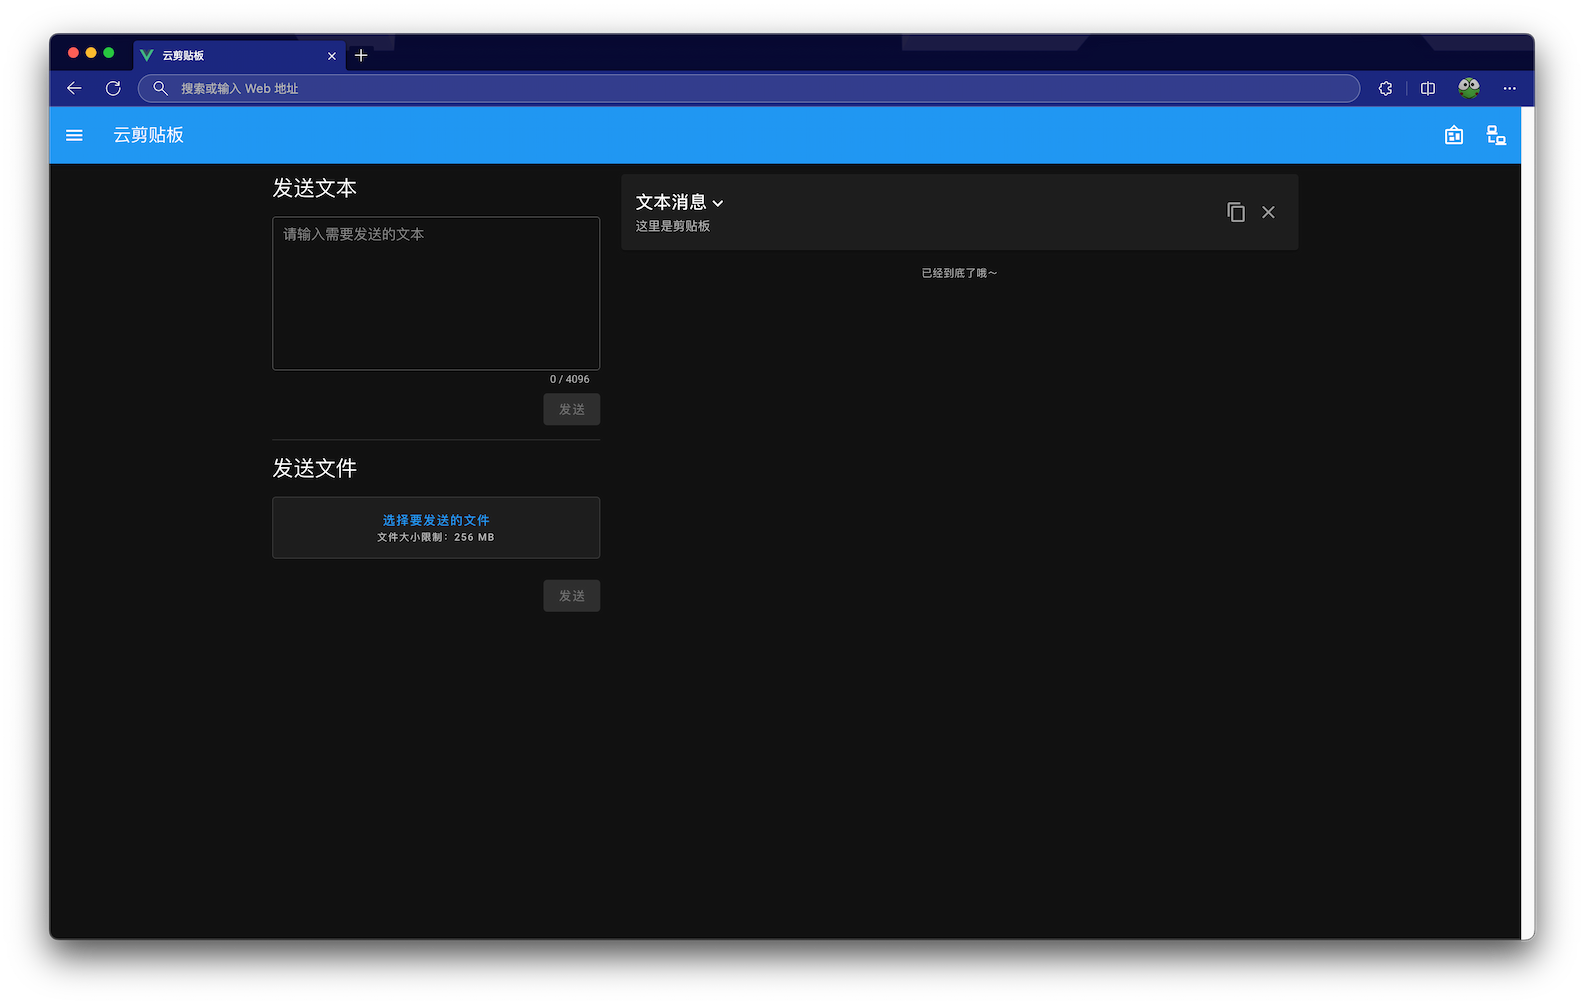 云剪贴板
搜索或输入 Web 地址
云剪贴板
发送文本
请输入需要发送的文本
0 / 4096
发送
发送文件
选择要发送的文件
文件大小限制：256 MB
发送
文本消息
这里是剪贴板
已经到底了哦～